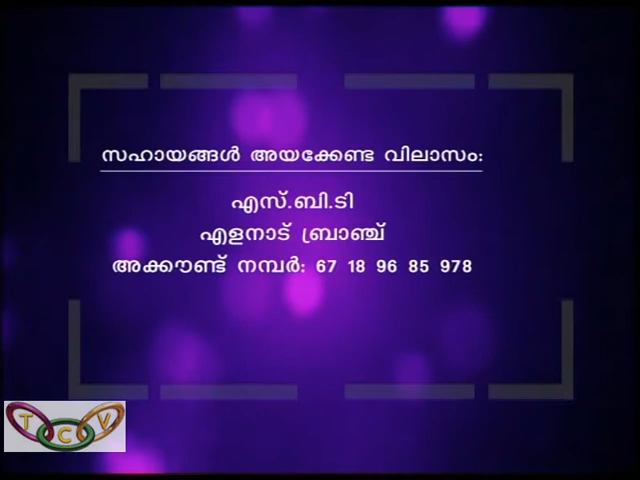 സഹായങ്ങൾ അയക്കേണ്ട വിലാസം:
എസ്.ബി.ടി
എളനാട് ബ്രാഞ്ച്
അക്കൗണ്ട് നമ്പർ: 67 18 96 85 978
TCV